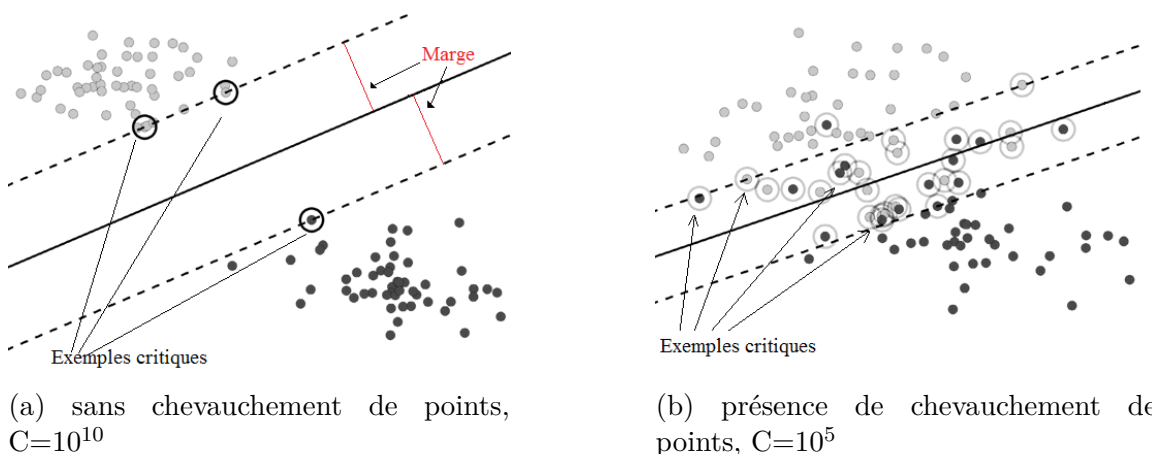 Marge
Exemples critiques
(a) sans chevauchement de points,
C=10^10
Exemples critiques
(b) présence de chevauchement de
points, C=10^5